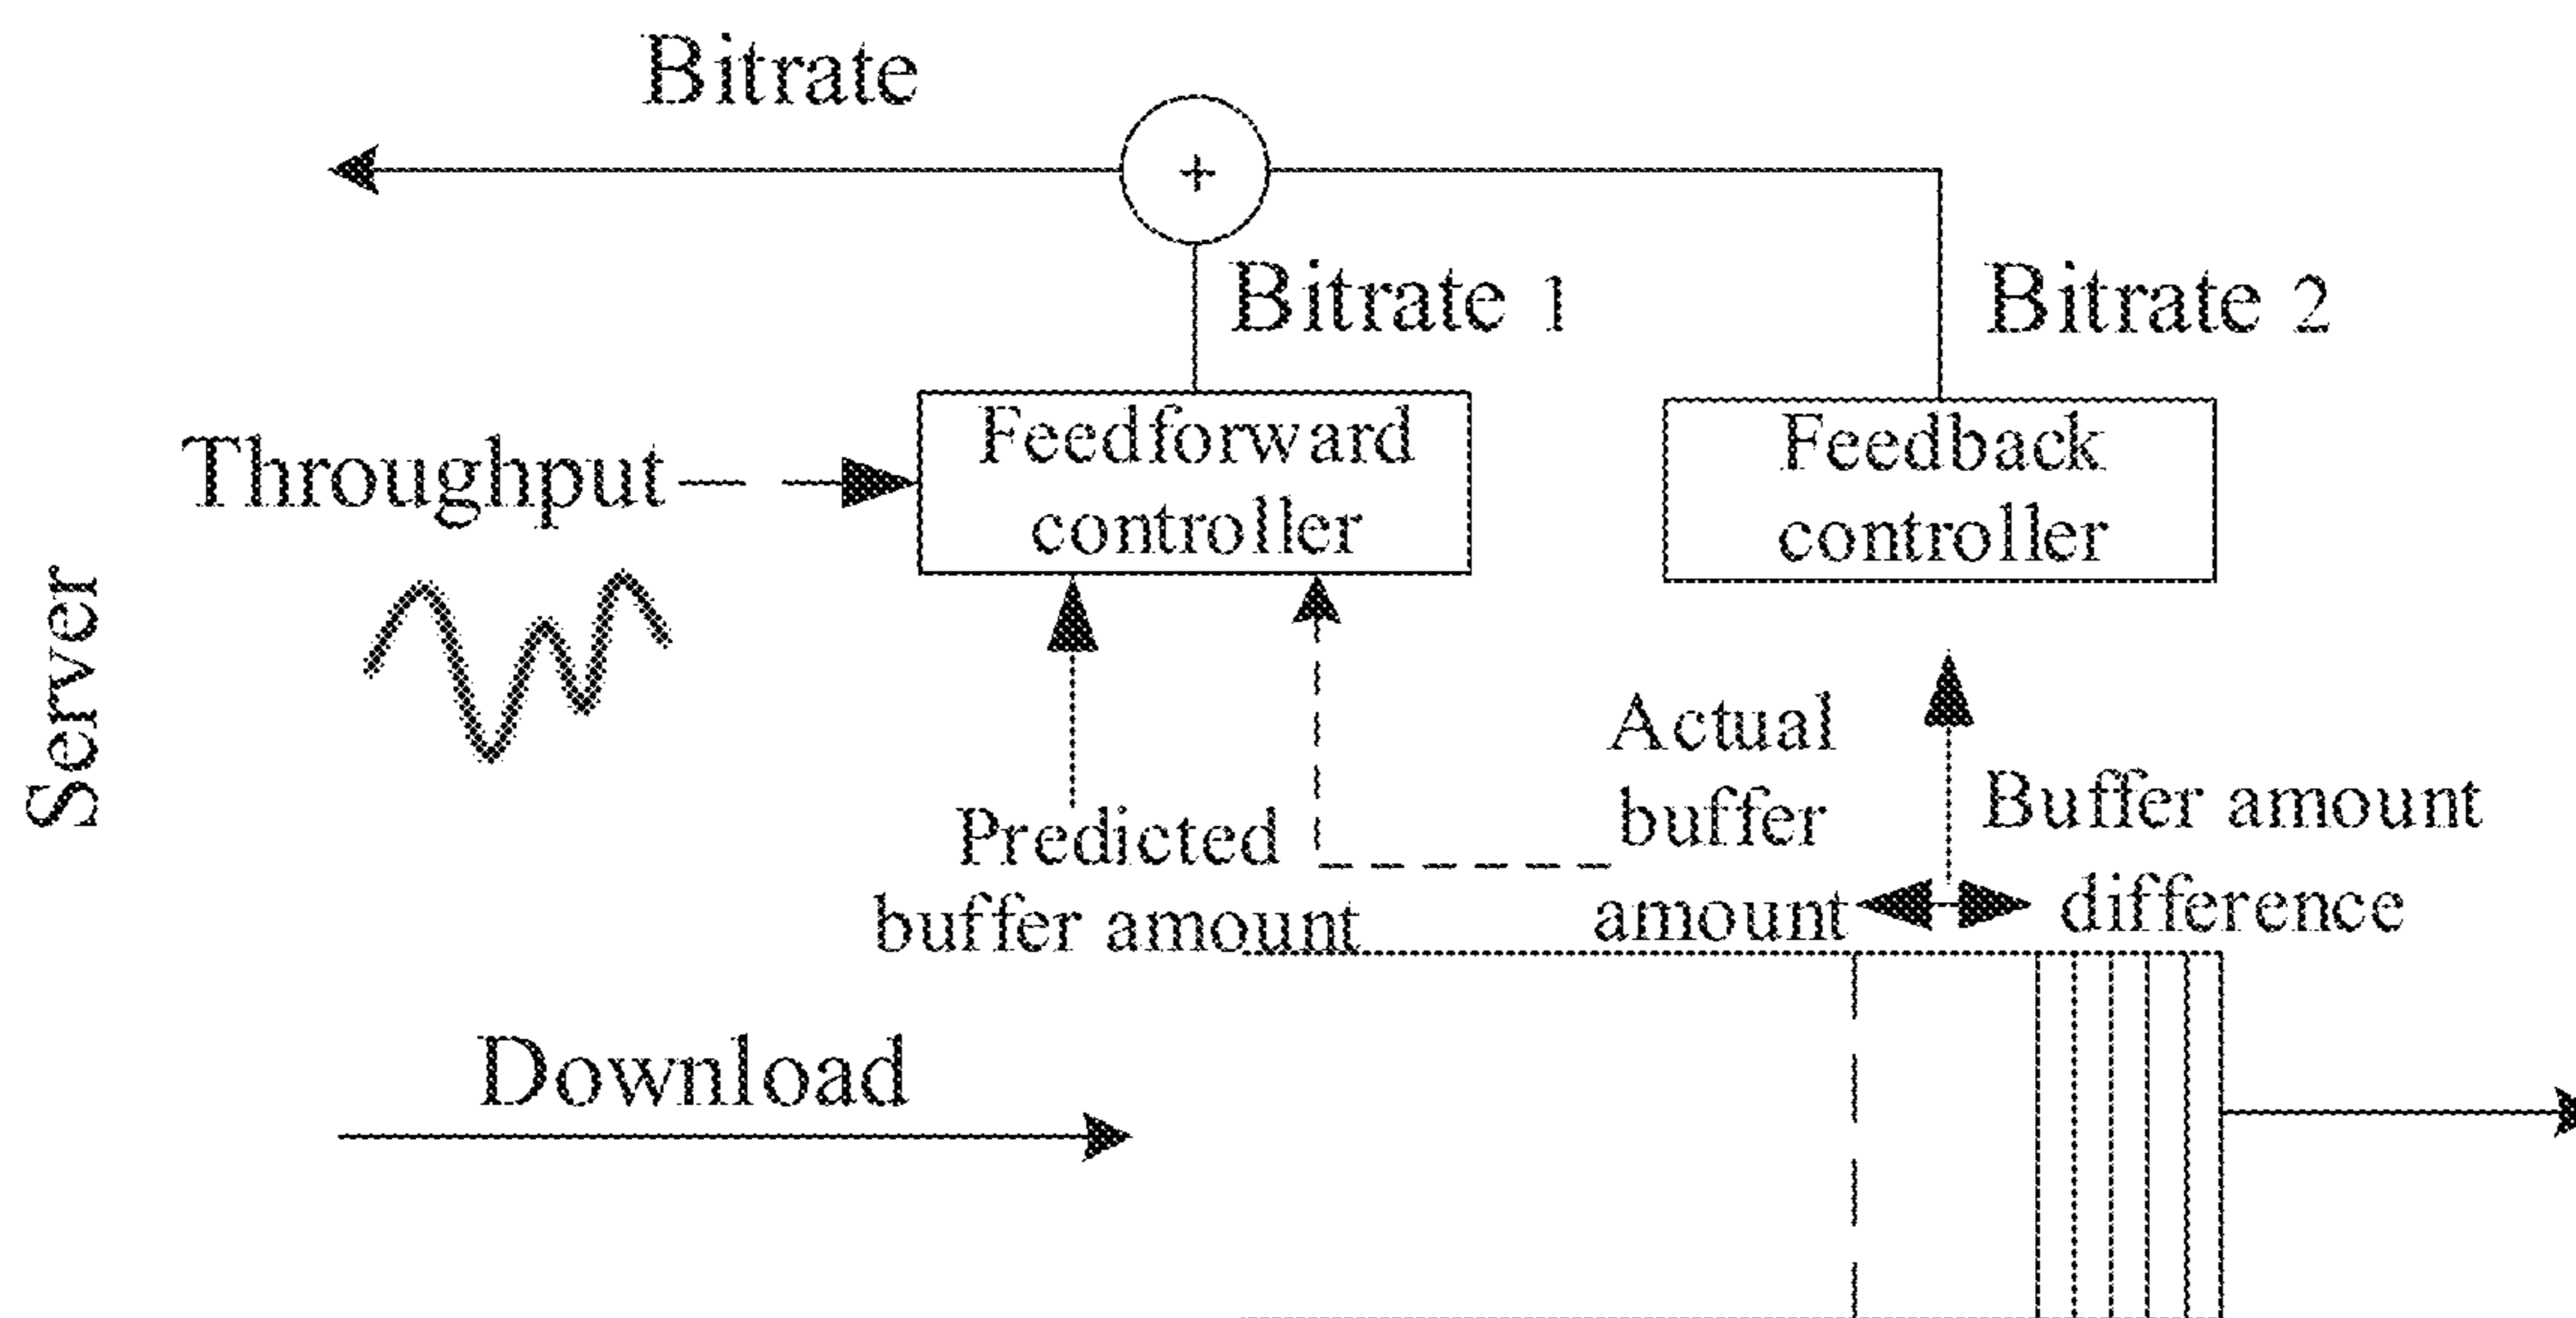 Bitrate
+
Bitrate 1
Bitrate 2
Throughput
Feedforward
controller
Feedback
controller
Server
Predicted
buffer amount
Actual
buffer
amount
Buffer amount
difference
Download